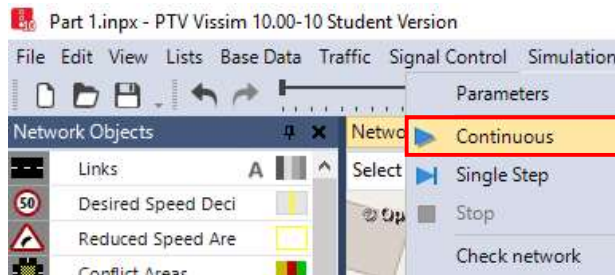 Part 1.inpx - PTV Vissim 10.00-10 Student Version
File Edit View Lists Base Data Traffic Signal Control Simulation
Parameters
Network Objects Netwo Continuous
Links A Select Single Step
50 Desired Speed Deci © Op Stop
Reduced Speed Are
Conflict Areas Check network